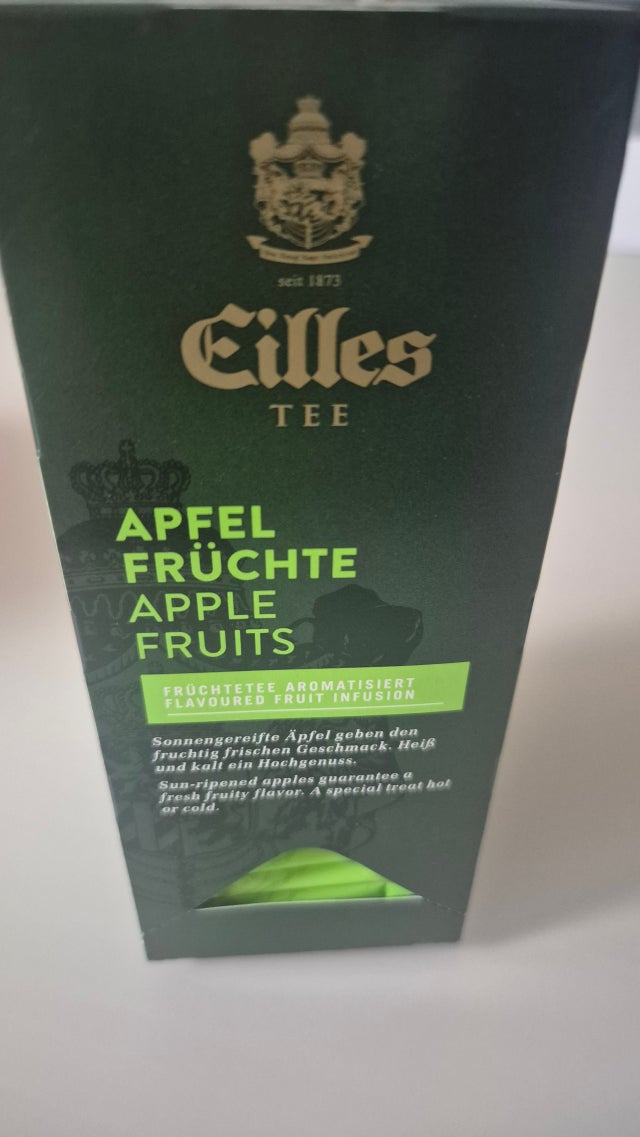 seit 1873
Eilles
TEE
APFEL
FRÜCHTE
APPLE
FRUITS
FRÜCHTETEE AROMATISIERT
FLAVOURED FRUIT INFUSION
Sonnengereifte Äpfel geben den
fruchtig frischen Geschmack. Heiß
und kalt ein Hochgenuss.
Sun-ripened apples guarantee a
fresh fruity flavor. A special treat hot
or cold.